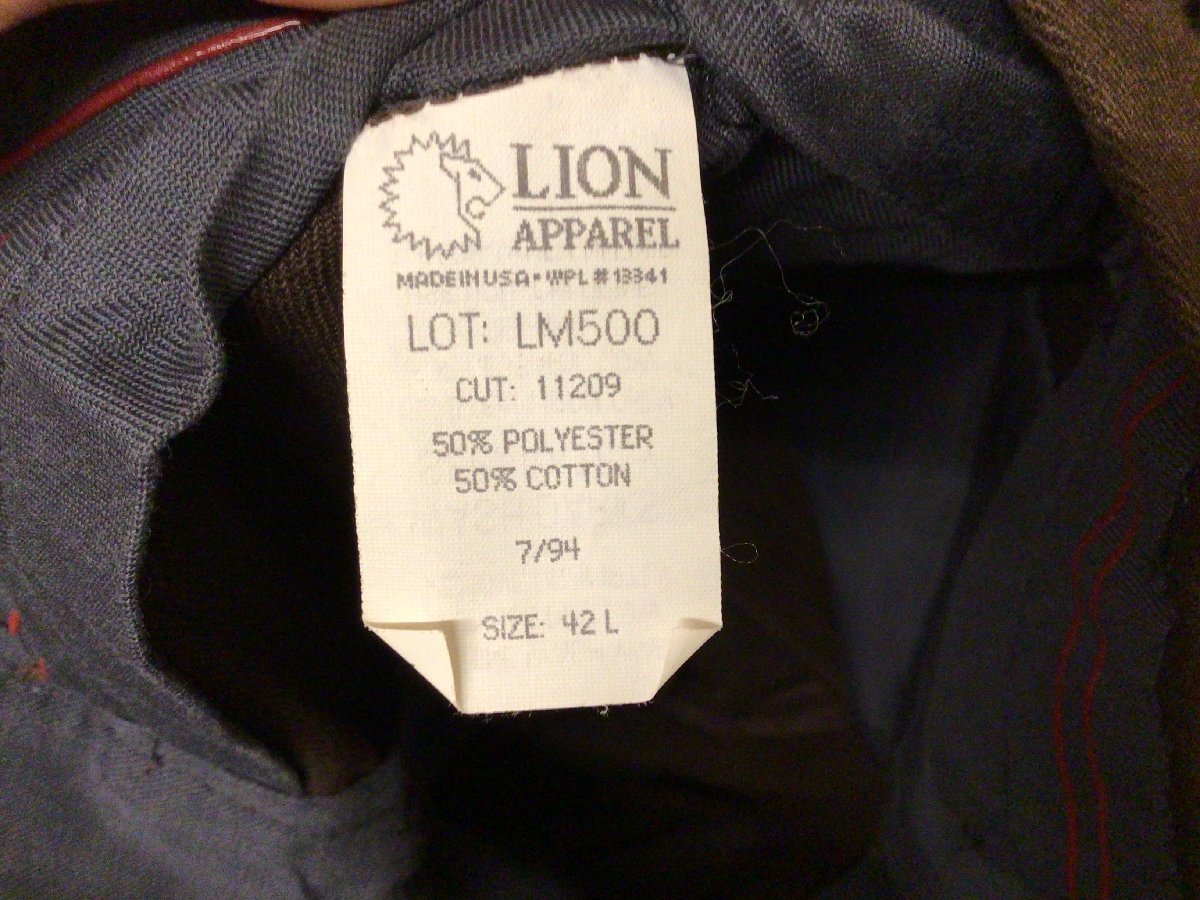 LION
APPAREL
MADE IN USA • WPL # 13341
LOT: LM500
CUT: 11209
50% POLYESTER
50% COTTON
7/94
SIZE: 42 L